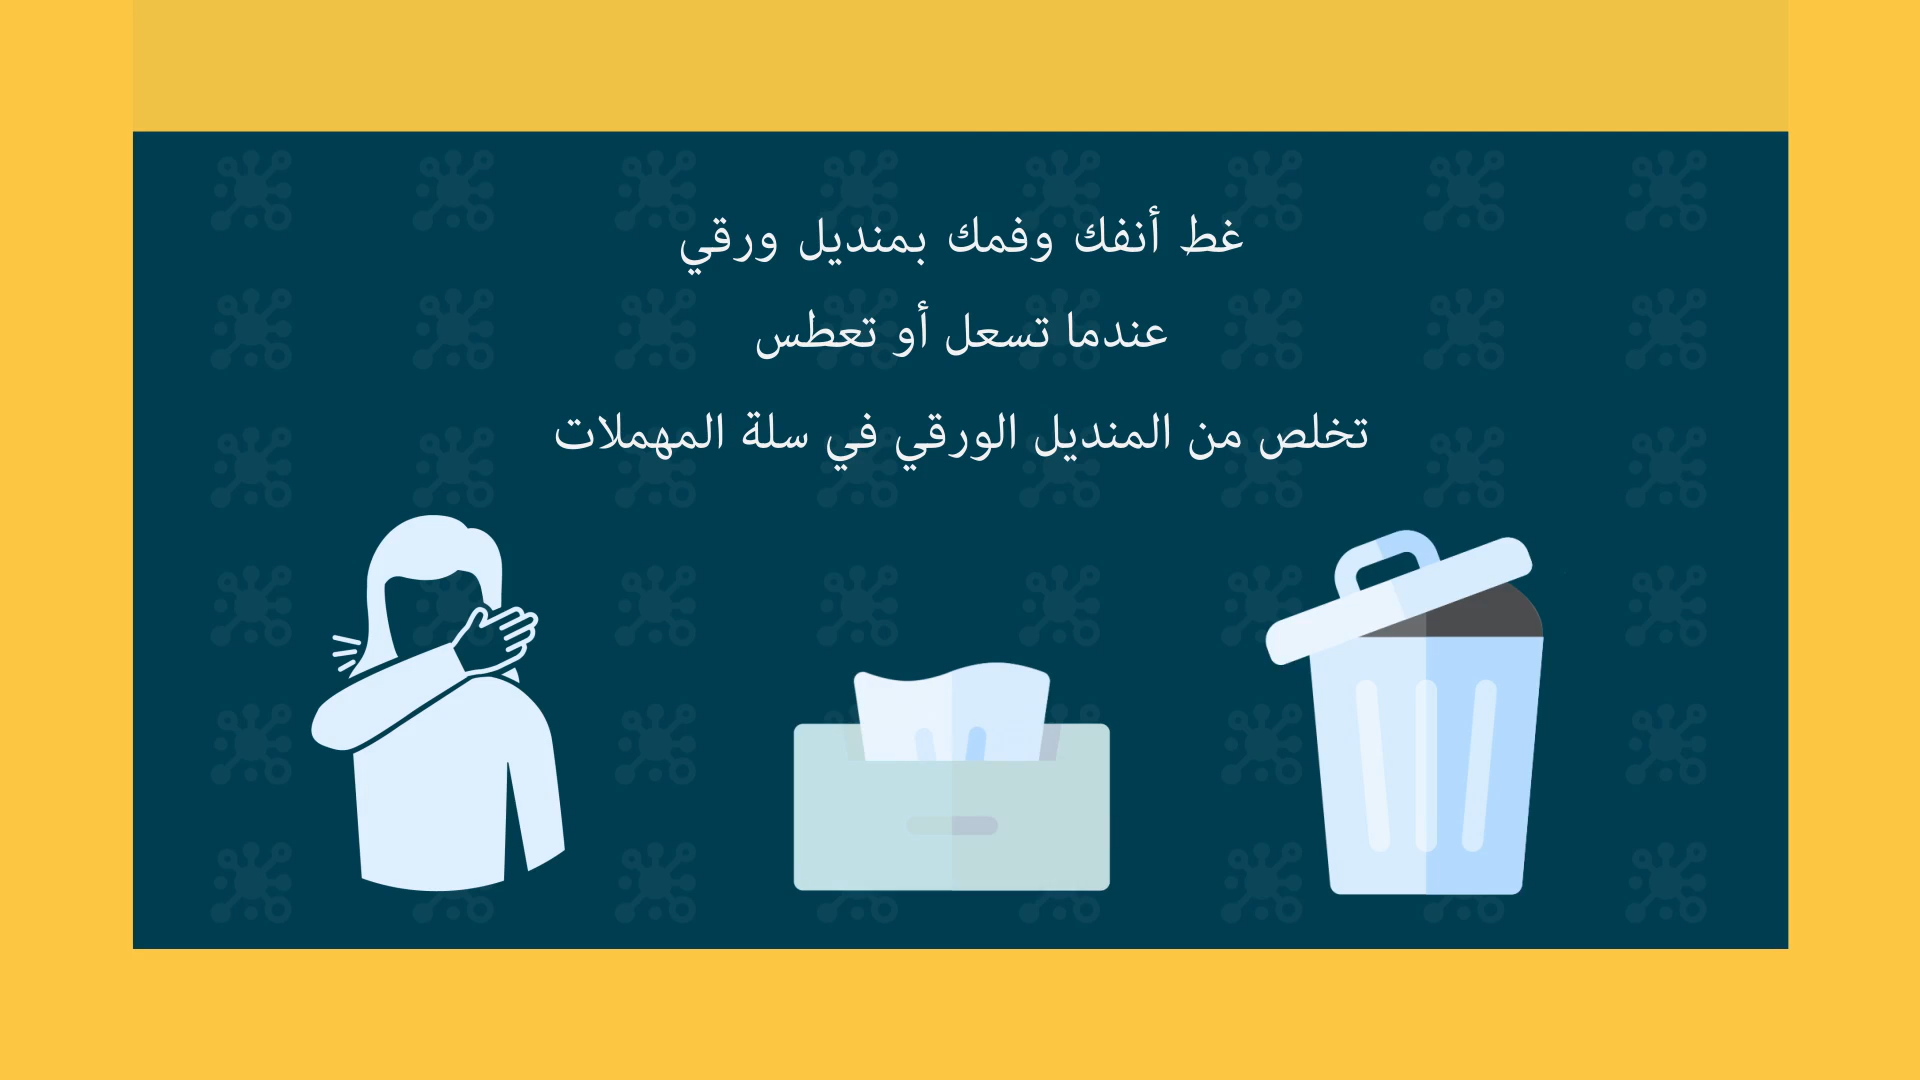 غط أنفك وفمك بمنديل ورقي
عندما تسعل أو تعطس
تخلص من المنديل الورقي في سلة المهملات